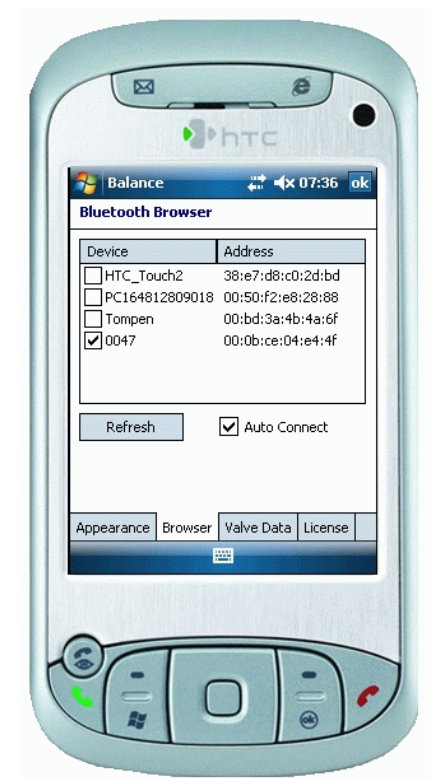 hTC
Balance 07:36 ok
Bluetooth Browser
Device Address
HTC_Touch2 38:e7:d8:c0:2d:bd
PC164812809018 00:50:f2:e8:28:88
Tompen 00:bd:3a:4b:4a:6f
0047 00:0b:ce:04:e4:4f
Refresh Auto Connect
Appearance Browser Valve Data License
ok